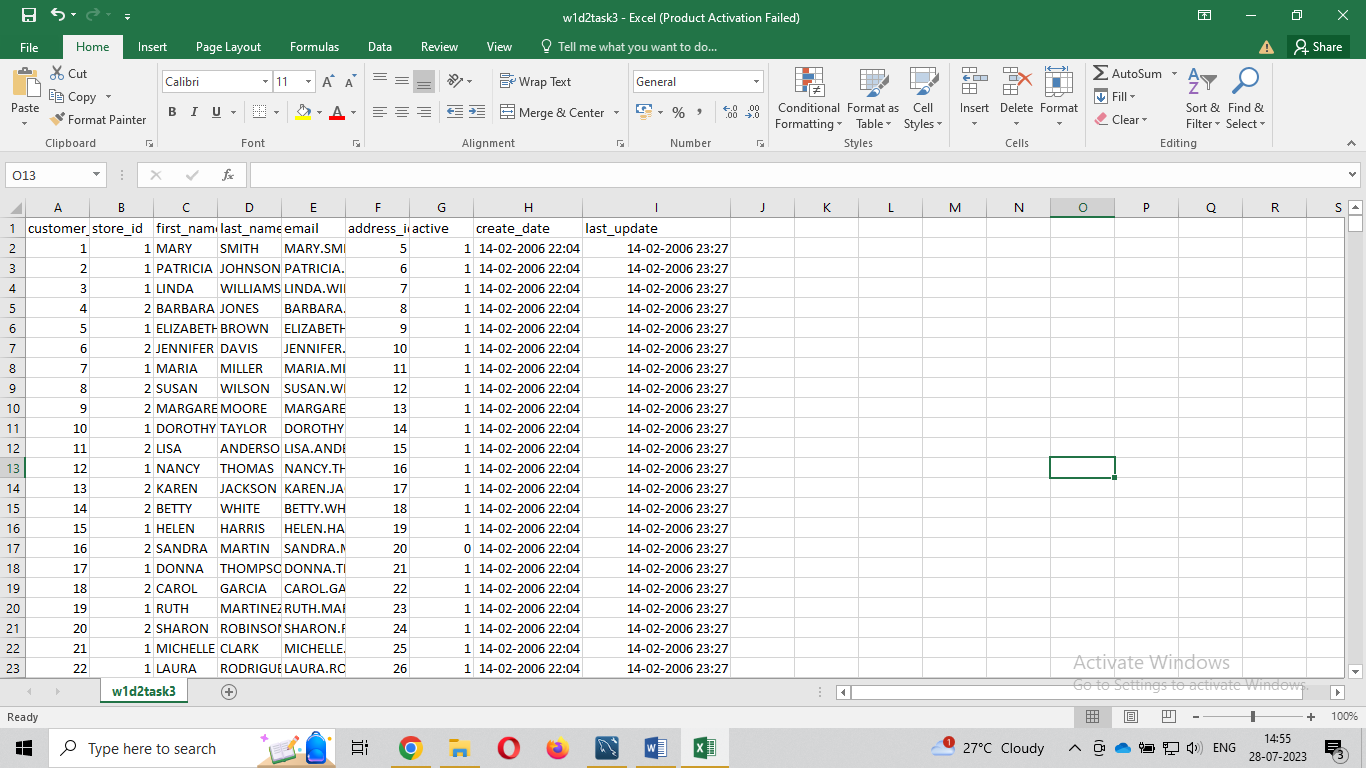 w1d2task3 - Excel (Product Activation Failed)
File Home Insert Page Layout Formulas Data Review View Tell me what you want to do... Share
Paste Cut Copy Format Painter Clipboard
Calibri 11 B I U A Font
Wrap Text Merge & Center Alignment
General % , Number
Conditional Formatting Format as Table Cell Styles Styles
Insert Delete Format Cells
AutoSum Fill Clear Sort & Filter Find & Select Editing
O13 fx
A B C D E F G H I J K L M N O P Q R S
1 customer_ store_id first_name last_name email address_id active create_date last_update
2 1 1 MARY SMITH MARY.SMI 5 1 14-02-2006 22:04 14-02-2006 23:27
3 2 1 PATRICIA JOHNSON PATRICIA. 6 1 14-02-2006 22:04 14-02-2006 23:27
4 3 1 LINDA WILLIAMS LINDA.WI 7 1 14-02-2006 22:04 14-02-2006 23:27
5 4 2 BARBARA JONES BARBARA. 8 1 14-02-2006 22:04 14-02-2006 23:27
6 5 1 ELIZABETH BROWN ELIZABETH 9 1 14-02-2006 22:04 14-02-2006 23:27
7 6 2 JENNIFER DAVIS JENNIFER. 10 1 14-02-2006 22:04 14-02-2006 23:27
8 7 1 MARIA MILLER MARIA.MI 11 1 14-02-2006 22:04 14-02-2006 23:27
9 8 2 SUSAN WILSON SUSAN.WI 12 1 14-02-2006 22:04 14-02-2006 23:27
10 9 2 MARGARE MOORE MARGARE 13 1 14-02-2006 22:04 14-02-2006 23:27
11 10 1 DOROTHY TAYLOR DOROTHY 14 1 14-02-2006 22:04 14-02-2006 23:27
12 11 2 LISA ANDERSO LISA.ANDE 15 1 14-02-2006 22:04 14-02-2006 23:27
13 12 1 NANCY THOMAS NANCY.TH 16 1 14-02-2006 22:04 14-02-2006 23:27
14 13 2 KAREN JACKSON KAREN.JA 17 1 14-02-2006 22:04 14-02-2006 23:27
15 14 2 BETTY WHITE BETTY.WH 18 1 14-02-2006 22:04 14-02-2006 23:27
16 15 1 HELEN HARRIS HELEN.HA 19 1 14-02-2006 22:04 14-02-2006 23:27
17 16 2 SANDRA MARTIN SANDRA.M 20 0 14-02-2006 22:04 14-02-2006 23:27
18 17 1 DONNA THOMPSO DONNA.T 21 1 14-02-2006 22:04 14-02-2006 23:27
19 18 2 CAROL GARCIA CAROL.GA 22 1 14-02-2006 22:04 14-02-2006 23:27
20 19 1 RUTH MARTINEZ RUTH.MAR 23 1 14-02-2006 22:04 14-02-2006 23:27
21 20 2 SHARON ROBINSON SHARON.R 24 1 14-02-2006 22:04 14-02-2006 23:27
22 21 1 MICHELLE CLARK MICHELLE. 25 1 14-02-2006 22:04 14-02-2006 23:27
23 22 1 LAURA RODRIGUE LAURA.RO 26 1 14-02-2006 22:04 14-02-2006 23:27
Activate Windows
Go to Settings to activate Windows.
w1d2task3
Ready 100%
Type here to search 1 27°C Cloudy ENG 14:55 28-07-2023 3